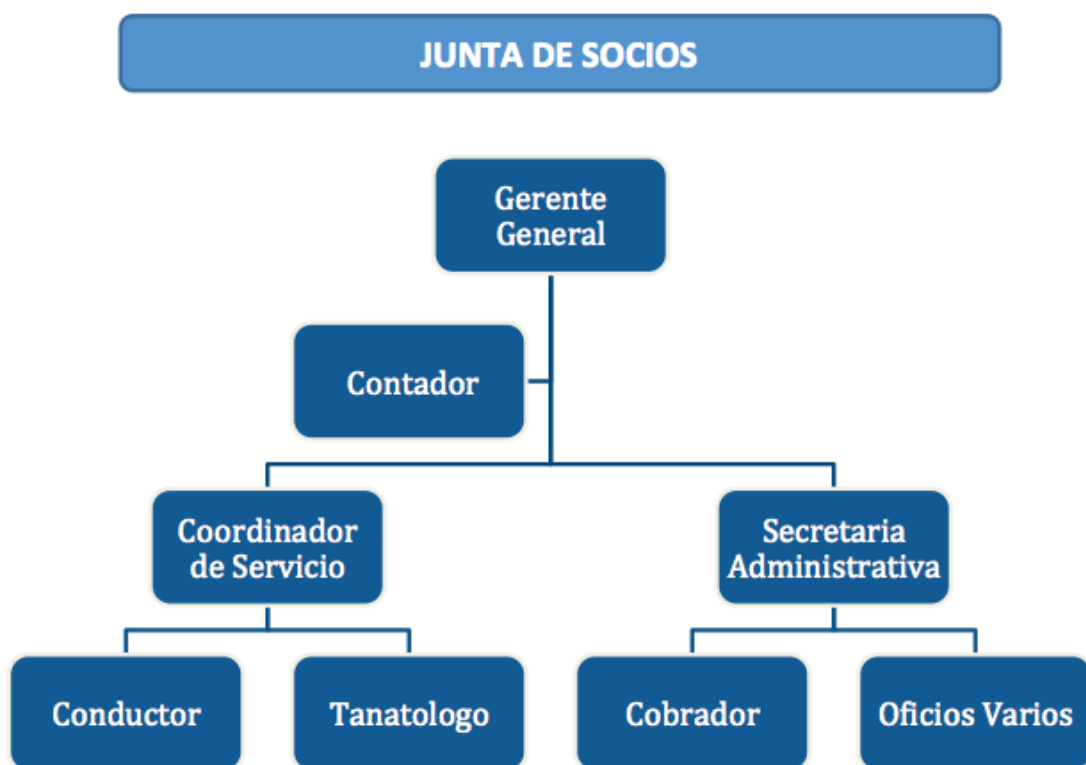 JUNTA DE SOCIOS
Gerente
General
Contador
Coordinador
de Servicio
Secretaria
Administrativa
Conductor
Tanatologo
Cobrador
Oficios Varios